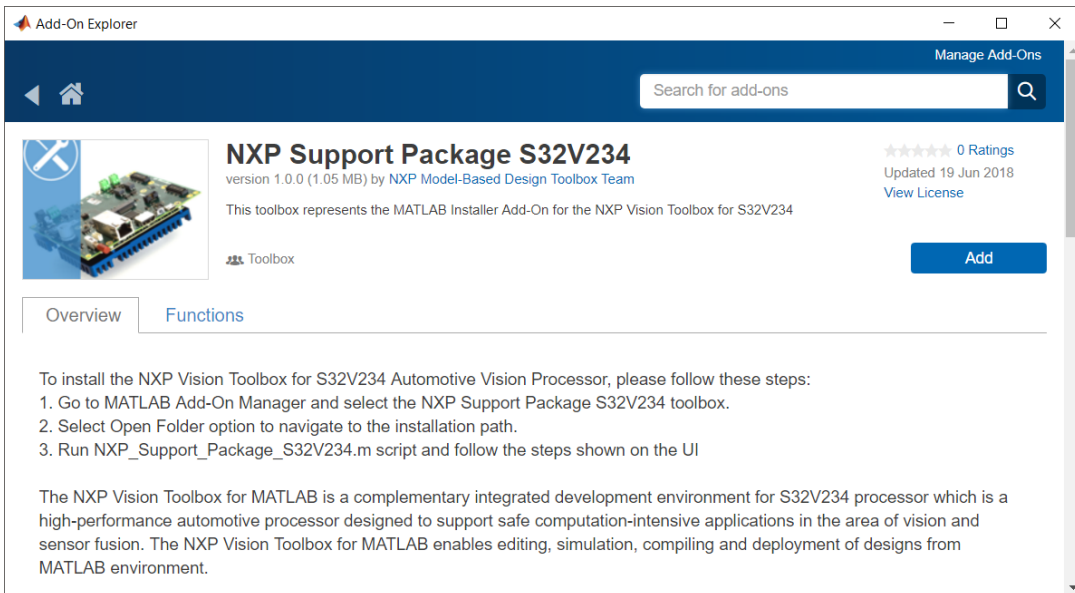 Add-On Explorer
Manage Add-Ons
Search for add-ons
NXP Support Package S32V234
version 1.0.0 (1.05 MB) by NXP Model-Based Design Toolbox Team
This toolbox represents the MATLAB Installer Add-On for the NXP Vision Toolbox for S32V234
Toolbox
0 Ratings
Updated 19 Jun 2018
View License
Add
Overview
Functions
To install the NXP Vision Toolbox for S32V234 Automotive Vision Processor, please follow these steps:
1. Go to MATLAB Add-On Manager and select the NXP Support Package S32V234 toolbox.
2. Select Open Folder option to navigate to the installation path.
3. Run NXP_Support_Package_S32V234.m script and follow the steps shown on the UI
The NXP Vision Toolbox for MATLAB is a complementary integrated development environment for S32V234 processor which is a
high-performance automotive processor designed to support safe computation-intensive applications in the area of vision and
sensor fusion. The NXP Vision Toolbox for MATLAB enables editing, simulation, compiling and deployment of designs from
MATLAB environment.